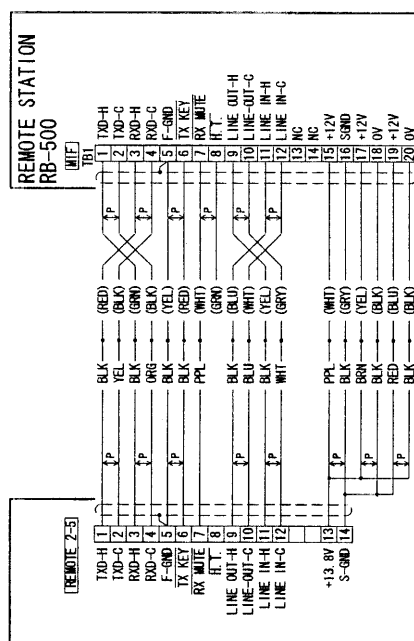 REMOTE STATION
RB-500
MIF
TB1
TXD-H
TXD-C
RXD-H
RXD-C
F-GND
TX KEY
RX MUTE
H.T.
LINE OUT-H
LINE-OUT-C
LINE IN-H
LINE IN-C
NC
NC
+12V
SGND
+12V
0V
+12V
0V
1 2 3 4 5 6 7 8 9 10 11 12 13 14 15 16 17 18 19 20
P P P P P P
(RED) (BLK) (GRN) (BLK) (YEL) (RED) (WHT) (GRN) (BLU) (WHT) (YEL) (GRY) (WHT) (GRY) (YEL) (BLK) (BLU) (BLK)
BLK YEL BLK ORG BLK BLK PPL BLK BLU BLK WHT PPL BLK BRN BLK RED BLK
P P P P P P P P
REMOTE 2-5
1 2 3 4 5 6 7 8 9 10 11 12 13 14
TXD-H
TXD-C
RXD-H
RXD-C
F-GND
TX KEY
RX MUTE
H.T.
LINE OUT-H
LINE-OUT-C
LINE IN-H
LINE IN-C
+13.8V
S-GND